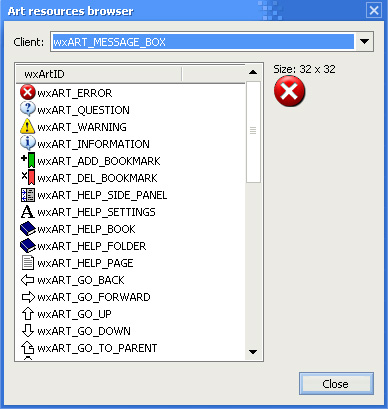 Art resources browser
Client: wxART_MESSAGE_BOX
wxArtID
Size: 32 x 32
wxART_ERROR
wxART_QUESTION
wxART_WARNING
wxART_INFORMATION
wxART_ADD_BOOKMARK
wxART_DEL_BOOKMARK
wxART_HELP_SIDE_PANEL
wxART_HELP_SETTINGS
wxART_HELP_BOOK
wxART_HELP_FOLDER
wxART_HELP_PAGE
wxART_GO_BACK
wxART_GO_FORWARD
wxART_GO_UP
wxART_GO_DOWN
wxART_GO_TO_PARENT
Close